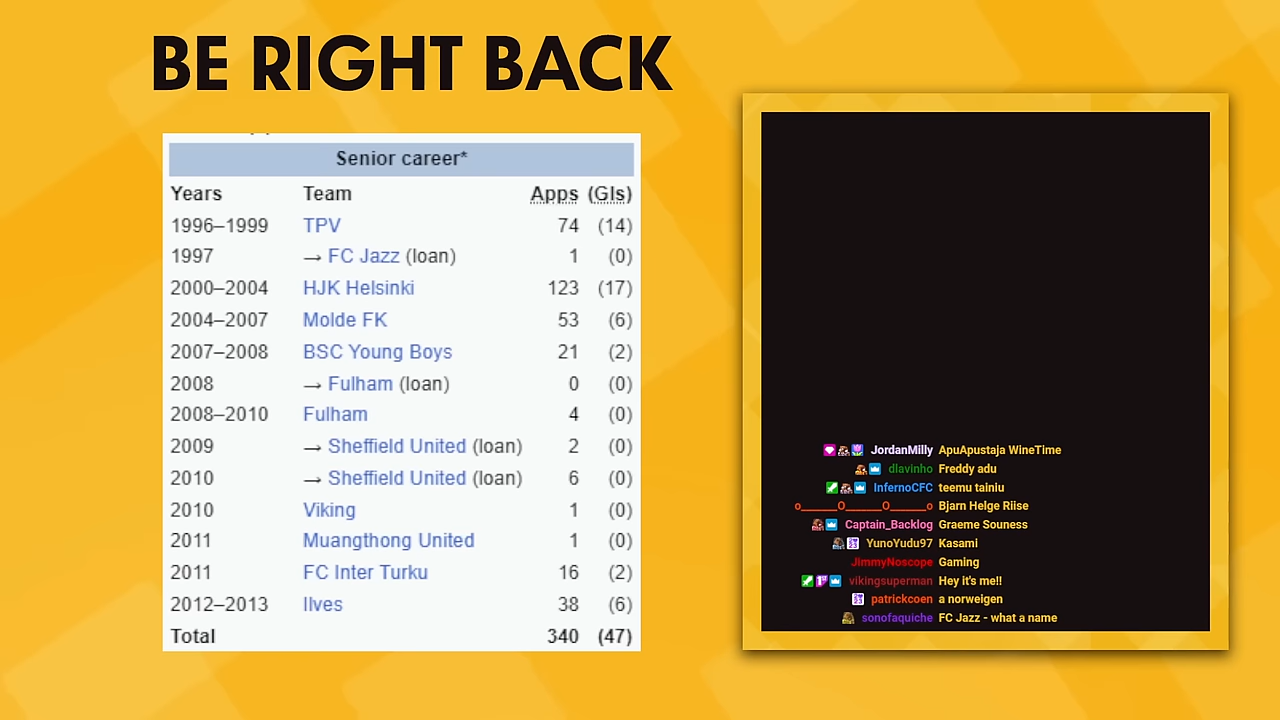 BE RIGHT BACK
Senior career*
Years Team Apps (Gls)
1996–1999 TPV 74 (14)
1997 → FC Jazz (loan) 1 (0)
2000–2004 HJK Helsinki 123 (17)
2004–2007 Molde FK 53 (6)
2007–2008 BSC Young Boys 21 (2)
2008 → Fulham (loan) 0 (0)
2008–2010 Fulham 4 (0)
2009 → Sheffield United (loan) 2 (0)
2010 → Sheffield United (loan) 6 (0)
2010 Viking 1 (0)
2011 Muangthong United 1 (0)
2011 FC Inter Turku 16 (2)
2012–2013 Ilves 38 (6)
Total 340 (47)
JordanMilly ApuApustaja WineTime
dlavinho Freddy adu
InfernoCFC teemu tainiu
o______O______O______o Bjarn Helge Riise
Captain_Backlog Graeme Souness
YunoYudu97 Kasami
JimmyNoscope Gaming
vikingsuperman Hey it's me!!
patrickcoen a norweigen
sonofaquiche FC Jazz - what a name